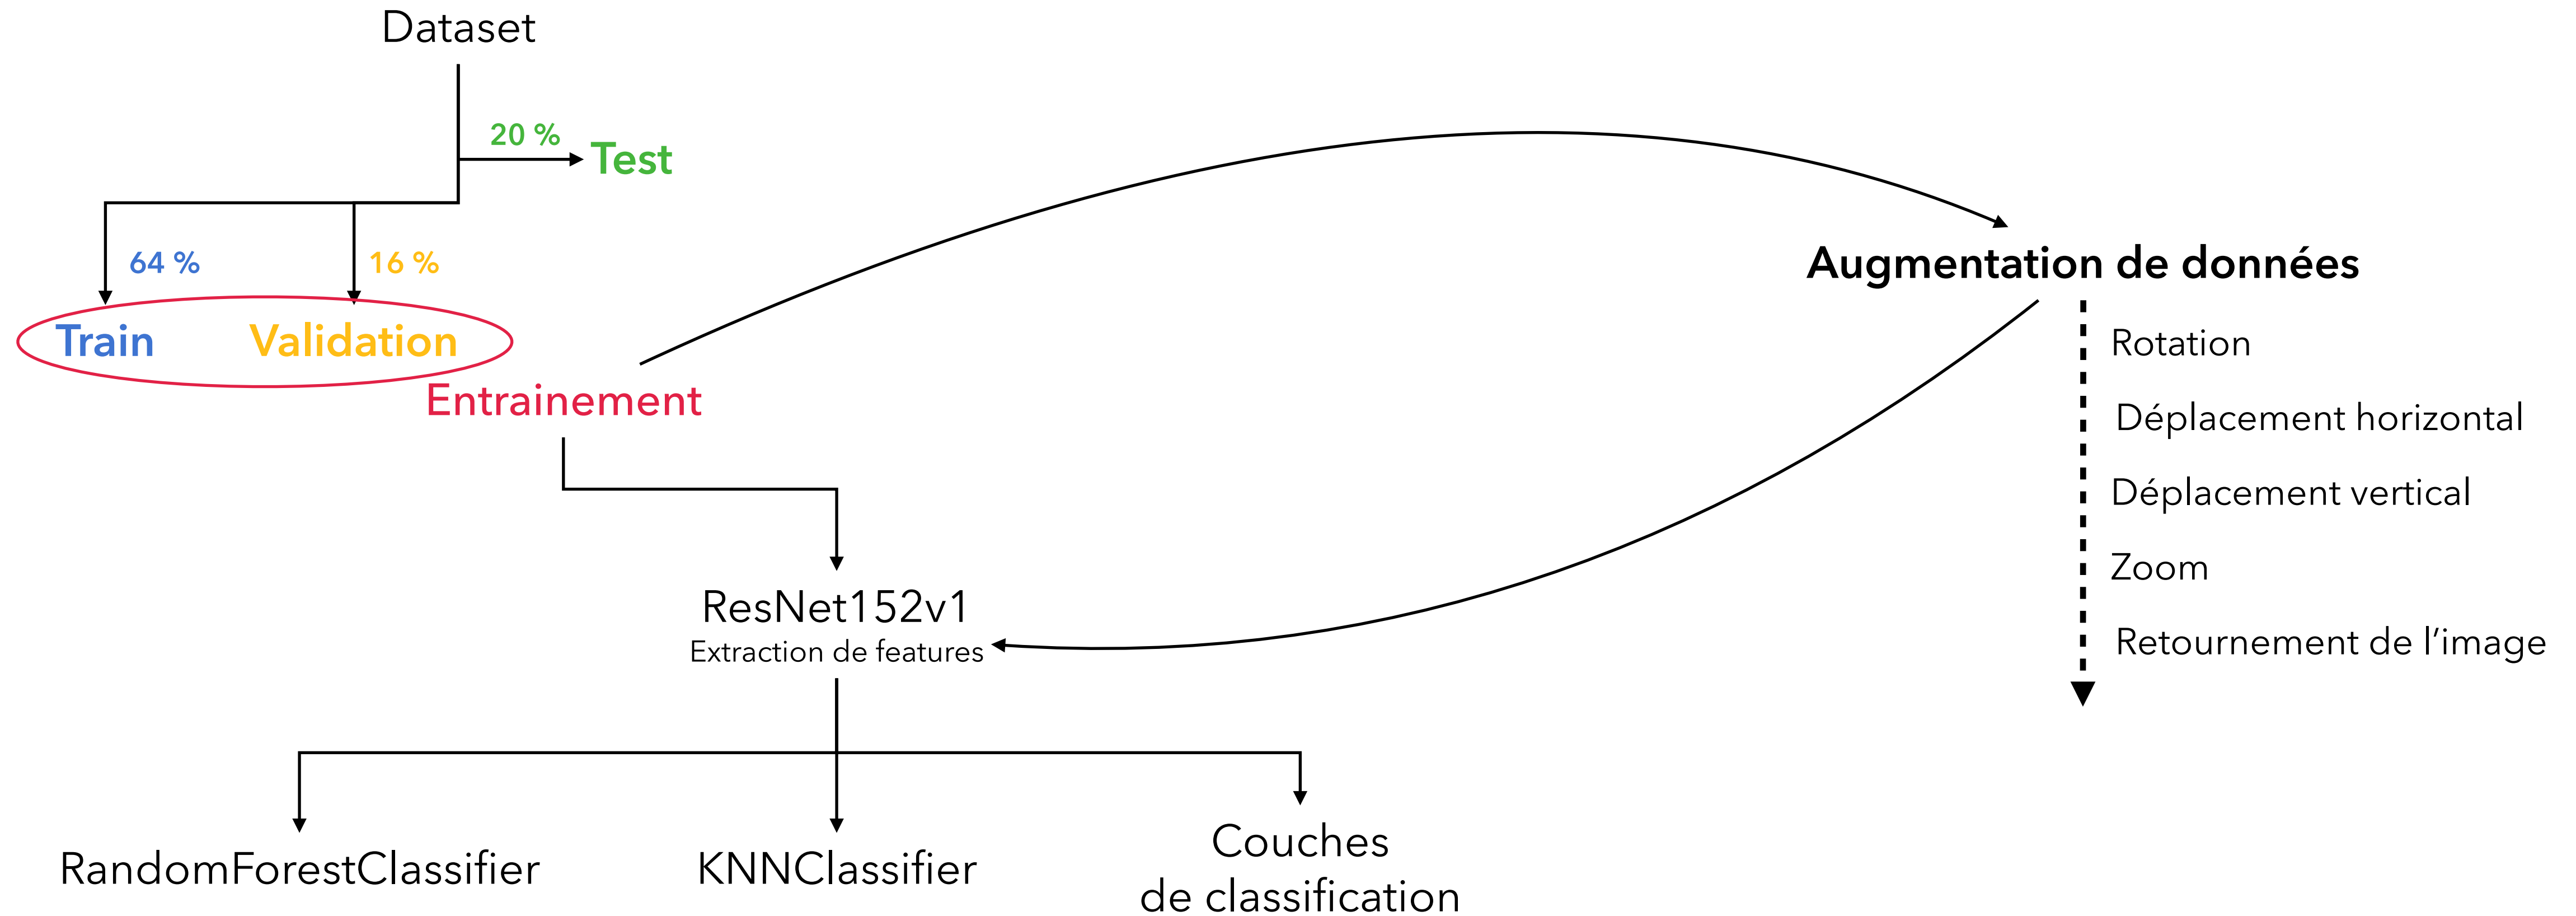 Dataset
20 %
Test
64 %
16 %
Train
Validation
Entrainement
Augmentation de données
Rotation
Déplacement horizontal
Déplacement vertical
Zoom
Retournement de l’image
ResNet152v1
Extraction de features
RandomForestClassifier
KNNClassifier
Couches
de classification